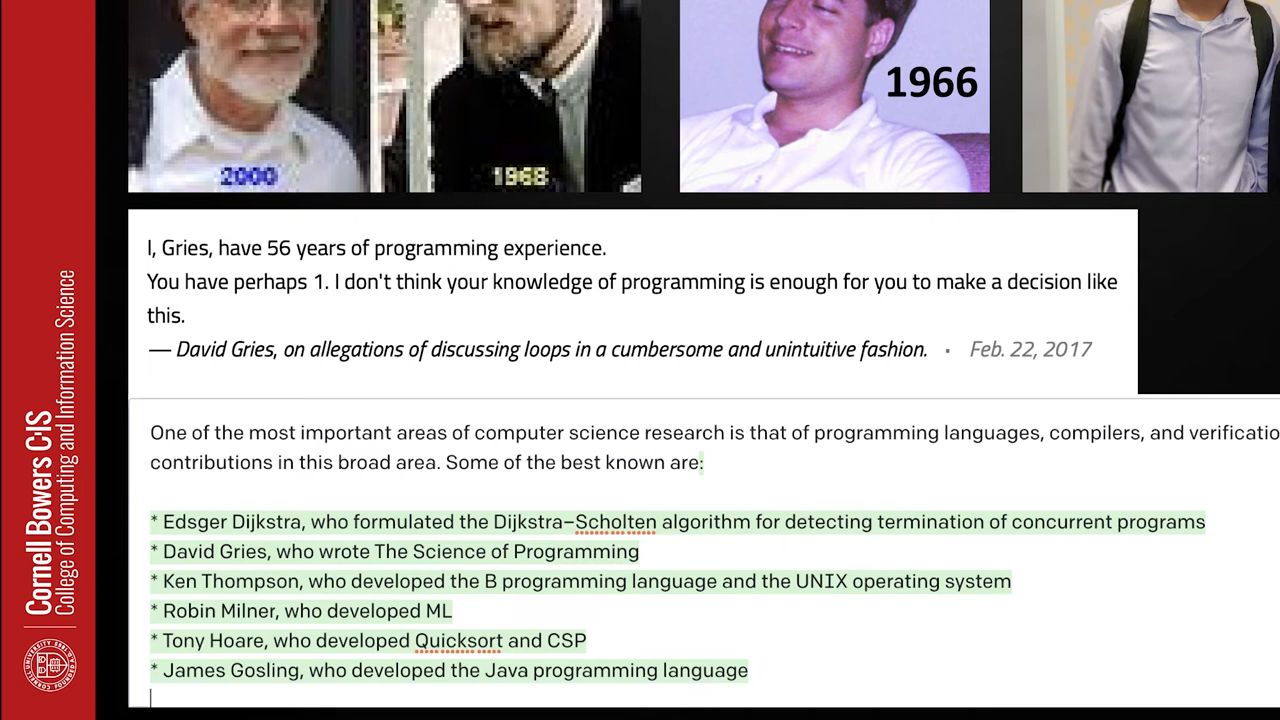 2000
1968
1966
I, Gries, have 56 years of programming experience.
You have perhaps 1. I don't think your knowledge of programming is enough for you to make a decision like
this.
— David Gries, on allegations of discussing loops in a cumbersome and unintuitive fashion. · Feb. 22, 2017
One of the most important areas of computer science research is that of programming languages, compilers, and verificatio
contributions in this broad area. Some of the best known are:
* Edsger Dijkstra, who formulated the Dijkstra–Scholten algorithm for detecting termination of concurrent programs
* David Gries, who wrote The Science of Programming
* Ken Thompson, who developed the B programming language and the UNIX operating system
* Robin Milner, who developed ML
* Tony Hoare, who developed Quicksort and CSP
* James Gosling, who developed the Java programming language
Cornell Bowers C·IS
College of Computing and Information Science